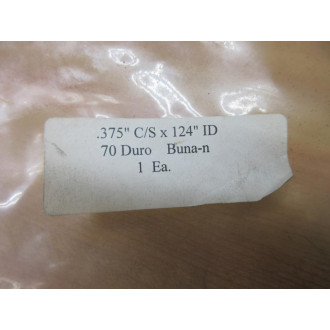 .375" C/S x 124" ID
70 Duro Buna-n
1 Ea.